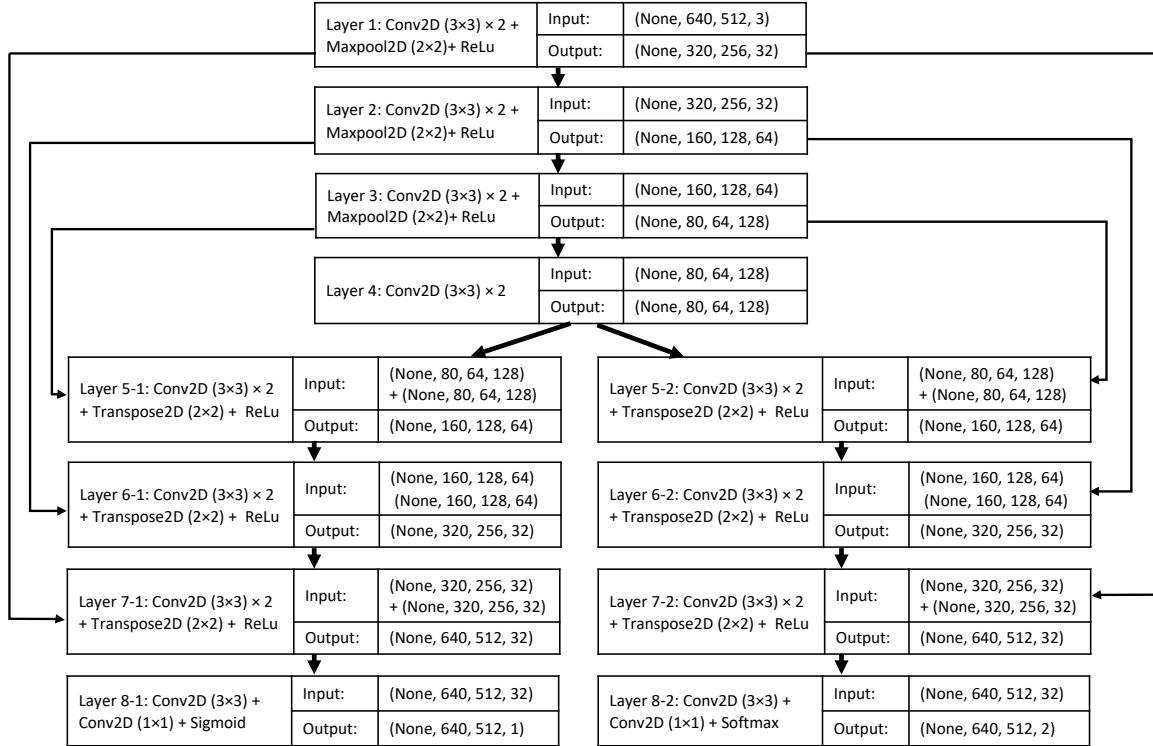 Layer 1: Conv2D (3×3) × 2 +
Maxpool2D (2×2)+ ReLu
Input:
(None, 640, 512, 3)
Output:
(None, 320, 256, 32)
Layer 2: Conv2D (3×3) × 2 +
Maxpool2D (2×2)+ ReLu
Input:
(None, 320, 256, 32)
Output:
(None, 160, 128, 64)
Layer 3: Conv2D (3×3) × 2 +
Maxpool2D (2×2)+ ReLu
Input:
(None, 160, 128, 64)
Output:
(None, 80, 64, 128)
Layer 4: Conv2D (3×3) × 2
Input:
(None, 80, 64, 128)
Output:
(None, 80, 64, 128)
Layer 5-1: Conv2D (3×3) × 2
+ Transpose2D (2×2) + ReLu
Input:
(None, 80, 64, 128)
+ (None, 80, 64, 128)
Output:
(None, 160, 128, 64)
Layer 5-2: Conv2D (3×3) × 2
+ Transpose2D (2×2) + ReLu
Input:
(None, 80, 64, 128)
+ (None, 80, 64, 128)
Output:
(None, 160, 128, 64)
Layer 6-1: Conv2D (3×3) × 2
+ Transpose2D (2×2) + ReLu
Input:
(None, 160, 128, 64)
(None, 160, 128, 64)
Output:
(None, 320, 256, 32)
Layer 6-2: Conv2D (3×3) × 2
+ Transpose2D (2×2) + ReLu
Input:
(None, 160, 128, 64)
(None, 160, 128, 64)
Output:
(None, 320, 256, 32)
Layer 7-1: Conv2D (3×3) × 2
+ Transpose2D (2×2) + ReLu
Input:
(None, 320, 256, 32)
+ (None, 320, 256, 32)
Output:
(None, 640, 512, 32)
Layer 7-2: Conv2D (3×3) × 2
+ Transpose2D (2×2) + ReLu
Input:
(None, 320, 256, 32)
+ (None, 320, 256, 32)
Output:
(None, 640, 512, 32)
Layer 8-1: Conv2D (3×3) +
Conv2D (1×1) + Sigmoid
Input:
(None, 640, 512, 32)
Output:
(None, 640, 512, 1)
Layer 8-2: Conv2D (3×3) +
Conv2D (1×1) + Softmax
Input:
(None, 640, 512, 32)
Output:
(None, 640, 512, 2)